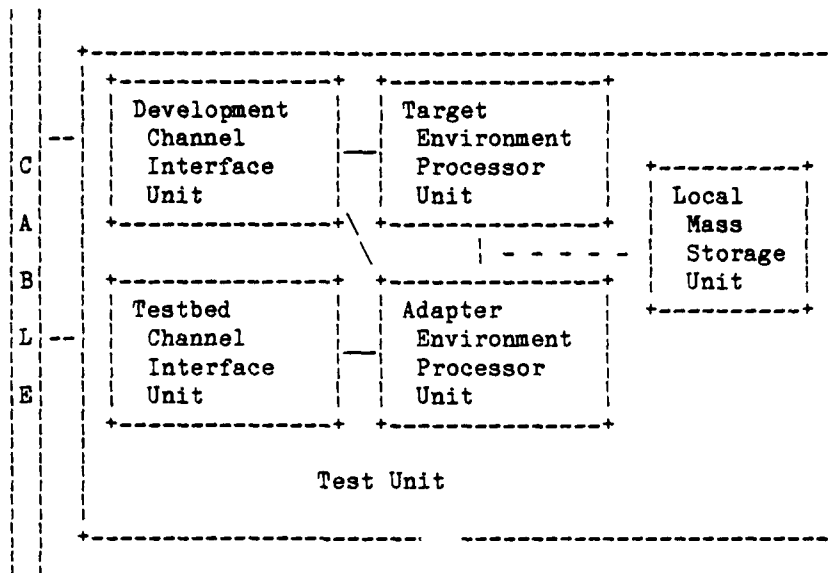 CABLE
Development
Channel
Interface
Unit
Target
Environment
Processor
Unit
Local
Mass
Storage
Unit
Testbed
Channel
Interface
Unit
Adapter
Environment
Processor
Unit
Test Unit